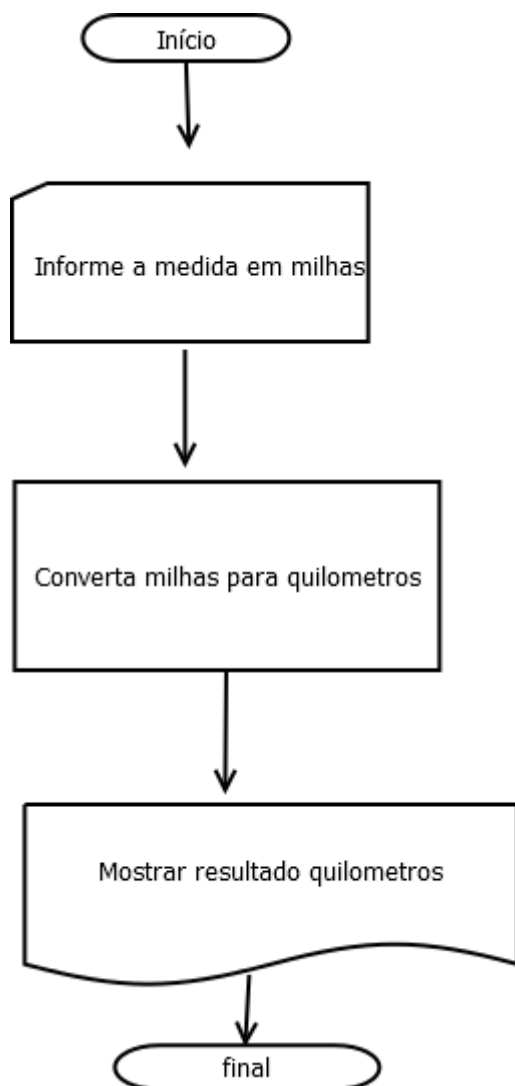 Início
Informe a medida em milhas
Converta milhas para quilometros
Mostrar resultado quilometros
final